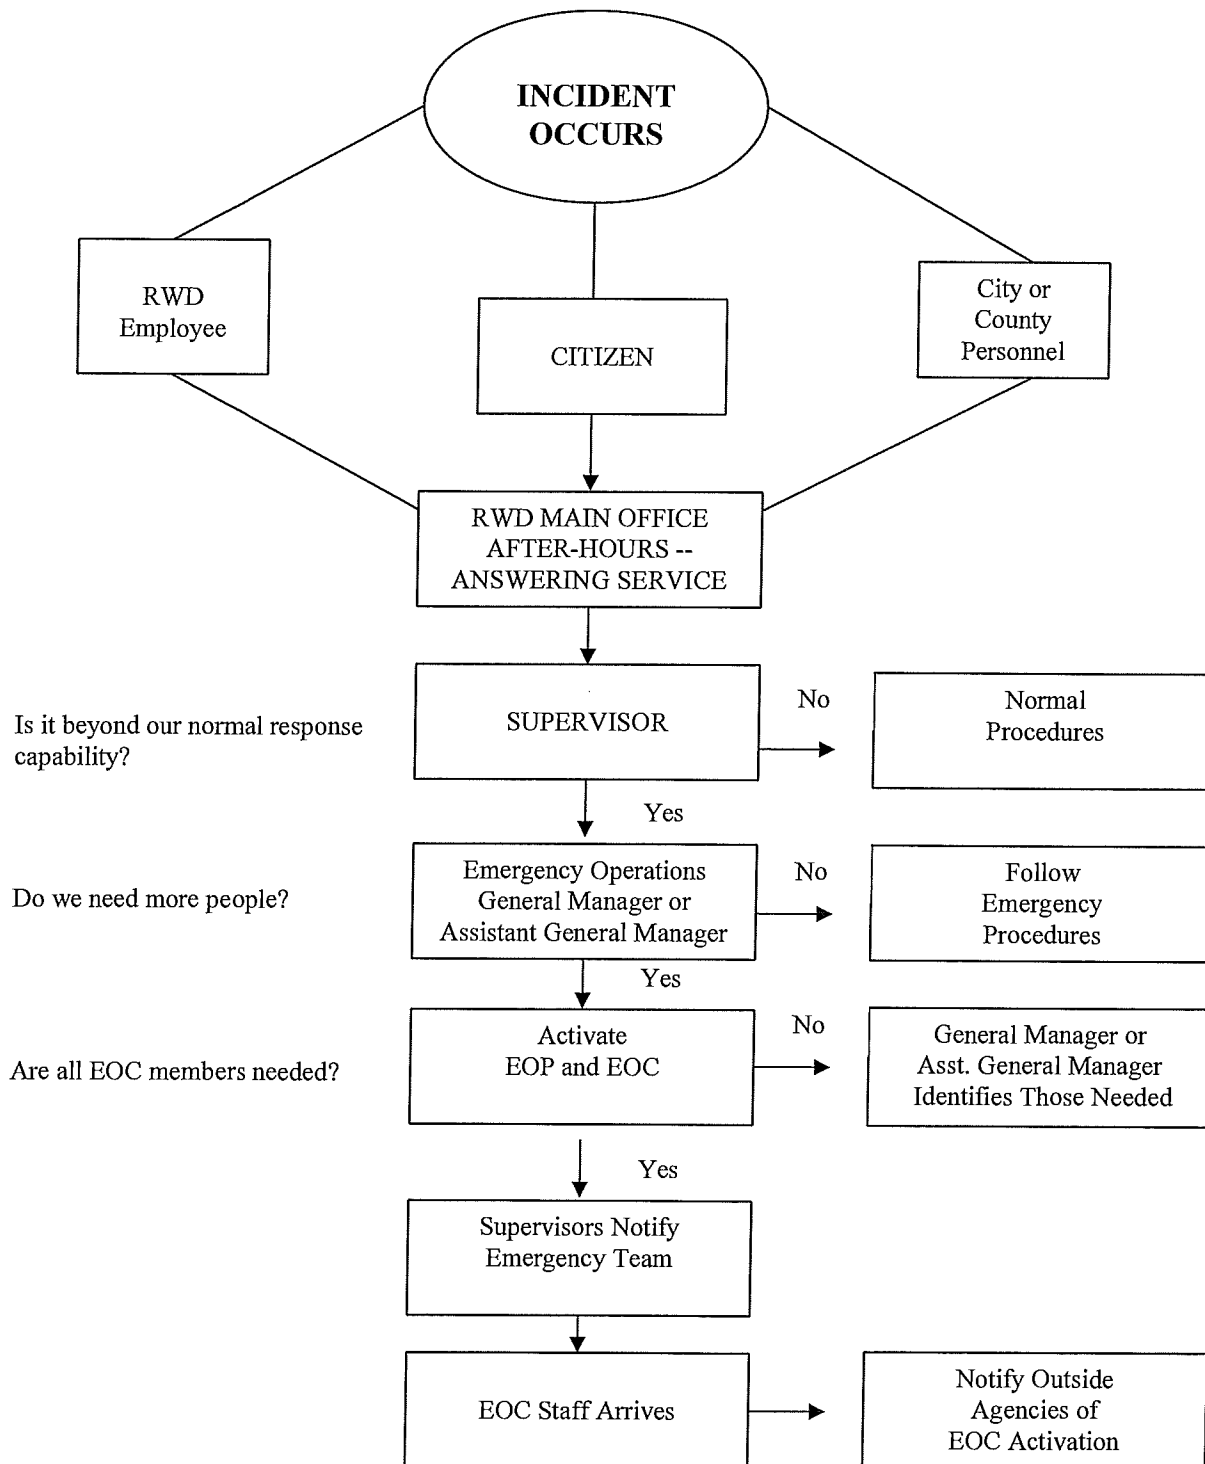 INCIDENT
OCCURS
RWD
Employee
CITIZEN
City or
County
Personnel
RWD MAIN OFFICE
AFTER-HOURS --
ANSWERING SERVICE
Is it beyond our normal response
capability?
SUPERVISOR
No
Normal
Procedures
Yes
Do we need more people?
Emergency Operations
General Manager or
Assistant General Manager
No
Follow
Emergency
Procedures
Yes
Are all EOC members needed?
Activate
EOP and EOC
No
General Manager or
Asst. General Manager
Identifies Those Needed
Yes
Supervisors Notify
Emergency Team
EOC Staff Arrives
Notify Outside
Agencies of
EOC Activation